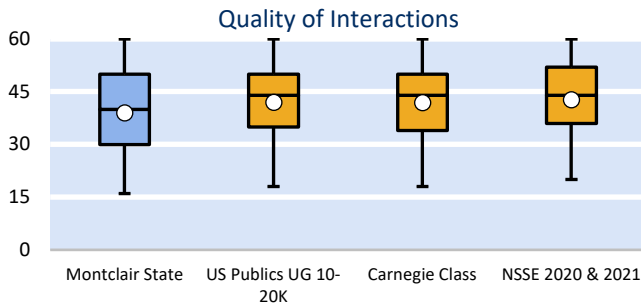 Quality of Interactions
60
45
30
15
0
Montclair State
US Publics UG 10-
20K
Carnegie Class
NSSE 2020 & 2021